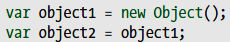 var object1 = new Object();
var object2 = object1;